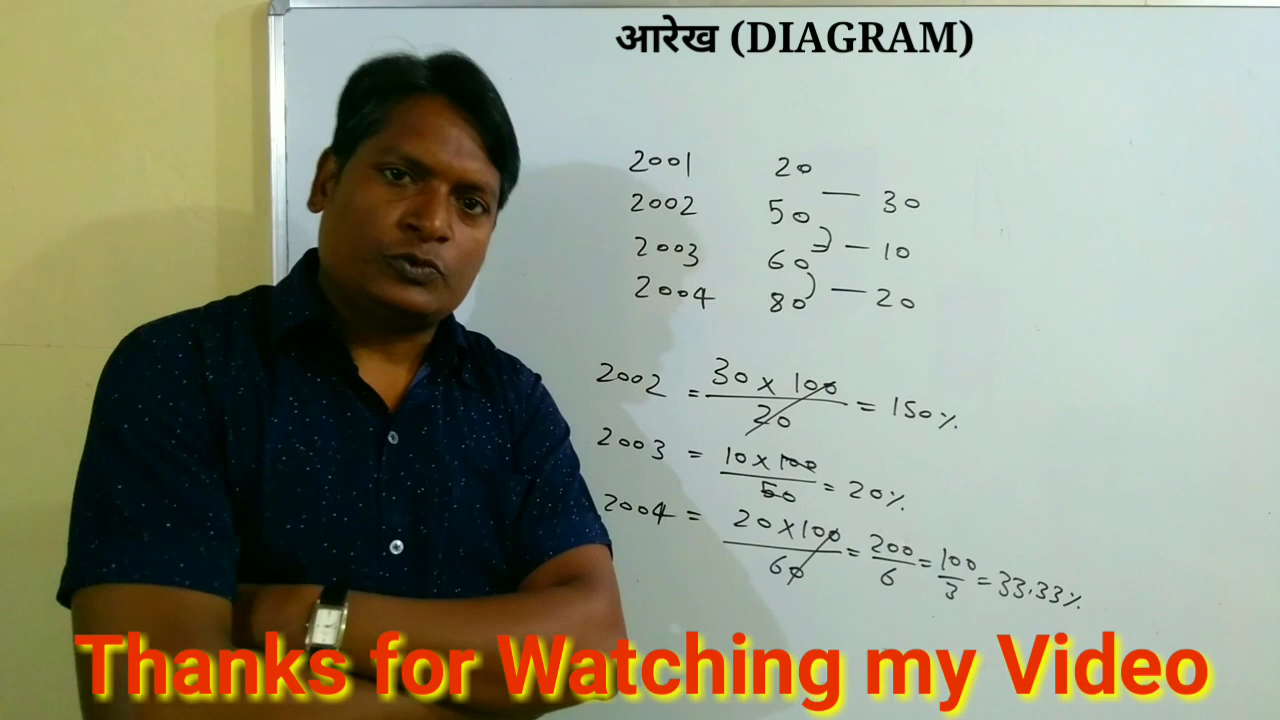 आरेख (DIAGRAM)
2001 20
2002 50 — 30
2003 60 — 10
2004 80 — 20
2002 = 30 x 100 / 20 = 150%
2003 = 10 x 100 / 50 = 20%
2004 = 20 x 100 / 60 = 200 / 6 = 100 / 3 = 33.33%
Thanks for Watching my Video